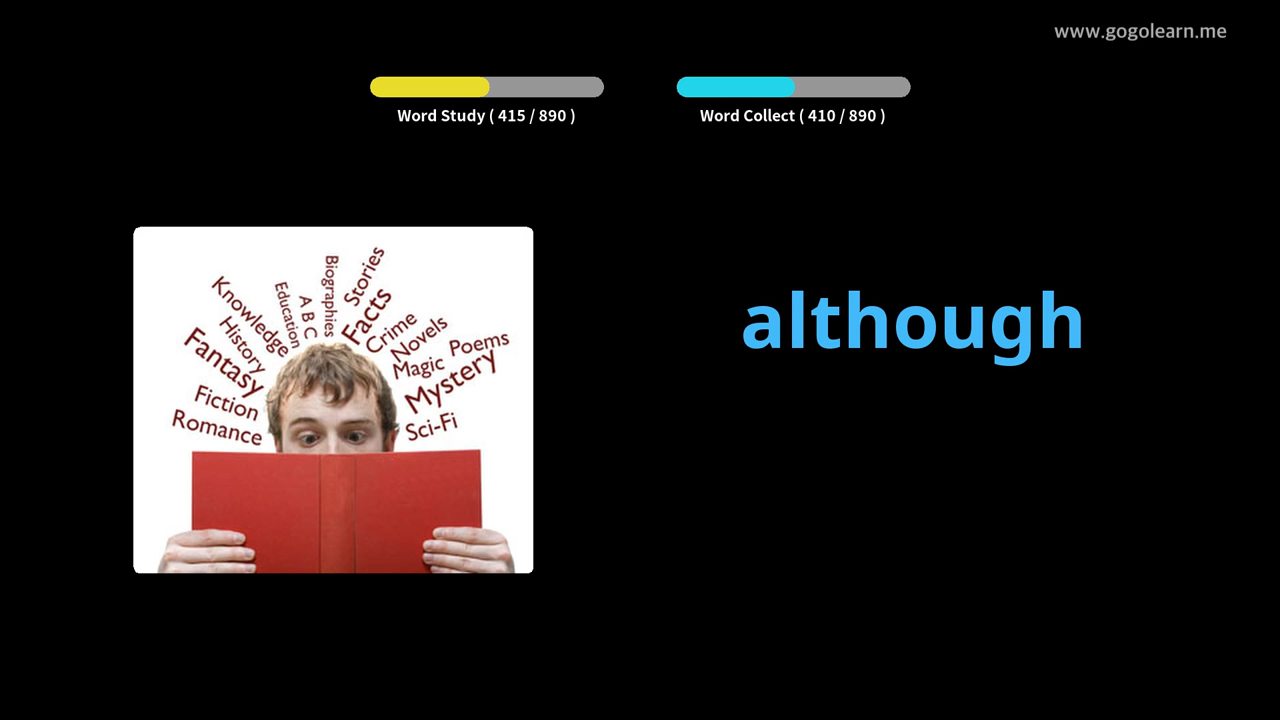 www.gogolearn.me
Word Study ( 415 / 890 )
Word Collect ( 410 / 890 )
although
Knowledge
Education
A B C
Biographies
Stories
Facts
Crime
Novels
Poems
Magic
Mystery
Sci-Fi
History
Fantasy
Fiction
Romance